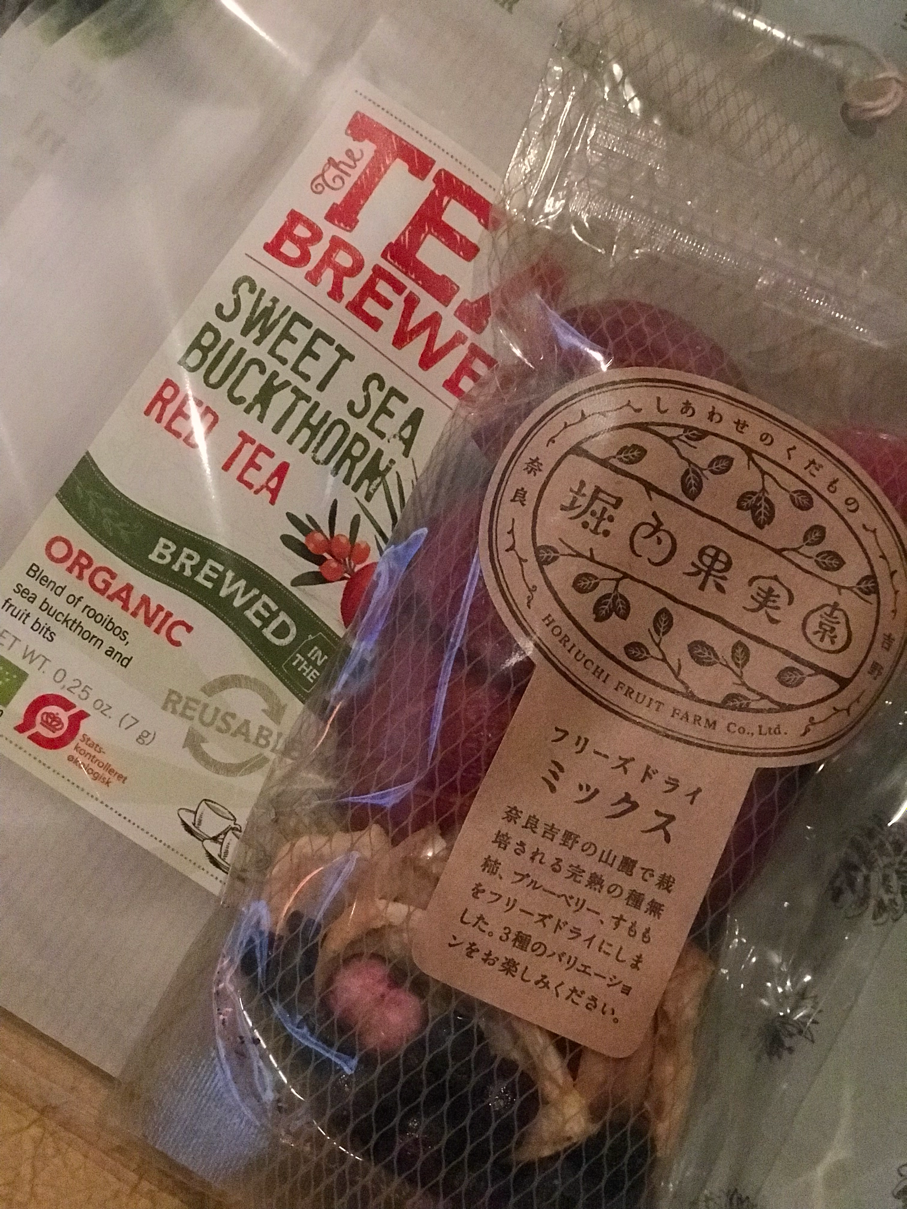 The
TEA
BREWE
SWEET SEA
BUCKTHORN
RED TEA
BREWED
IN
THE
ORGANIC
Blend of rooibos,
sea buckthorn and
fruit bits
ET WT. 0,25 oz. (7 g)
REUSABLE
Ø
Stats-
kontrolleret
økologisk
しあわせのくだもの
奈良
堀内果実園
吉野
HORIUCHI FRUIT FARM Co., Ltd.
フリーズドライ
ミックス
奈良吉野の山麓で栽
培される完熟の種無
柿、ブルーベリー、すもも
をフリーズドライにしま
した。3種のバリエーショ
ンをお楽しみください。